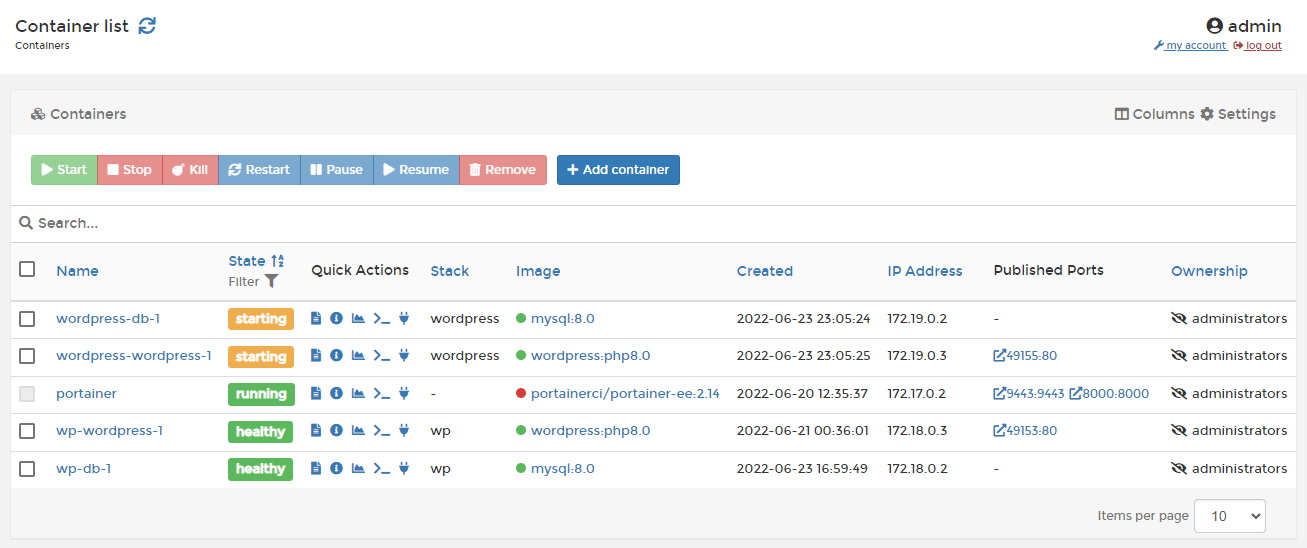 Container list
admin
Containers
my account log out
Containers
Columns Settings
Start Stop Kill Restart Pause Resume Remove Add container
Search...
Name State Filter Quick Actions Stack Image Created IP Address Published Ports Ownership
wordpress-db-1 starting wordpress mysql:8.0 2022-06-23 23:05:24 172.19.0.2 - administrators
wordpress-wordpress-1 starting wordpress wordpress:php8.0 2022-06-23 23:05:25 172.19.0.3 49155:80 administrators
portainer running - portainerci/portainer-ee:2.14 2022-06-20 12:35:37 172.17.0.2 9443:9443 8000:8000 administrators
wp-wordpress-1 healthy wp wordpress:php8.0 2022-06-21 00:36:01 172.18.0.3 49153:80 administrators
wp-db-1 healthy wp mysql:8.0 2022-06-23 16:59:49 172.18.0.2 - administrators
Items per page 10